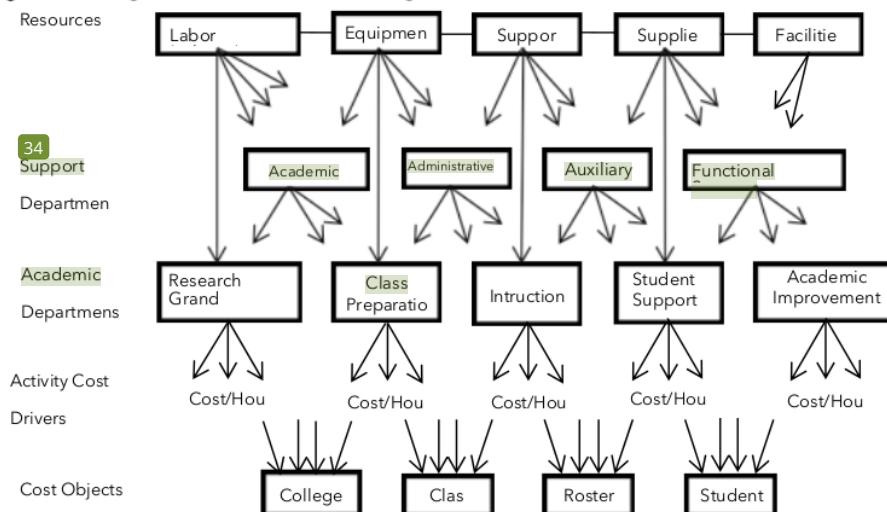 Resources
Labor
Equipmen
Suppor
Supplie
Facilitie
34
Support
Departmen
Academic
Administrative
Auxiliary
Functional
Academic
Departmens
Research
Grand
Class
Preparatio
Intruction
Student
Support
Academic
Improvement
Activity Cost
Drivers
Cost/Hou
Cost/Hou
Cost/Hou
Cost/Hou
Cost/Hou
Cost Objects
College
Clas
Roster
Student